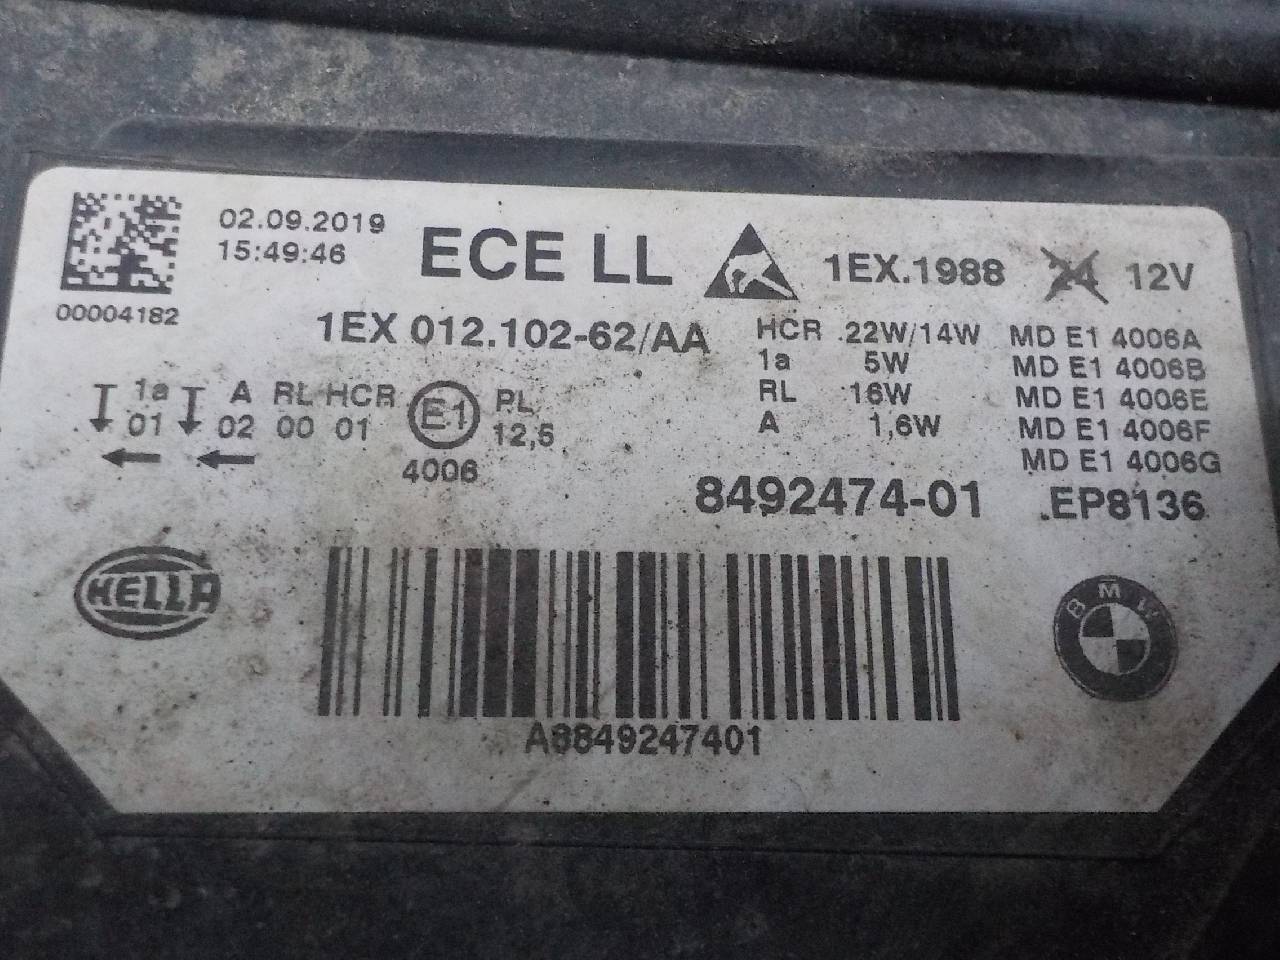 02.09.2019
15:49:46
ECE LL
1EX.1988 24 12V
00004182
1EX 012.102-62/AA
HCR 22W/14W MD E1 4006A
1a 5W MD E1 4006B
RL 16W MD E1 4006E
A 1,6W MD E1 4006F
MD E1 4006G
1a A RL HCR E1 PL
01 02 00 01 12,5
4006
8492474-01 EP8136
HELLA
BMW
A8849247401